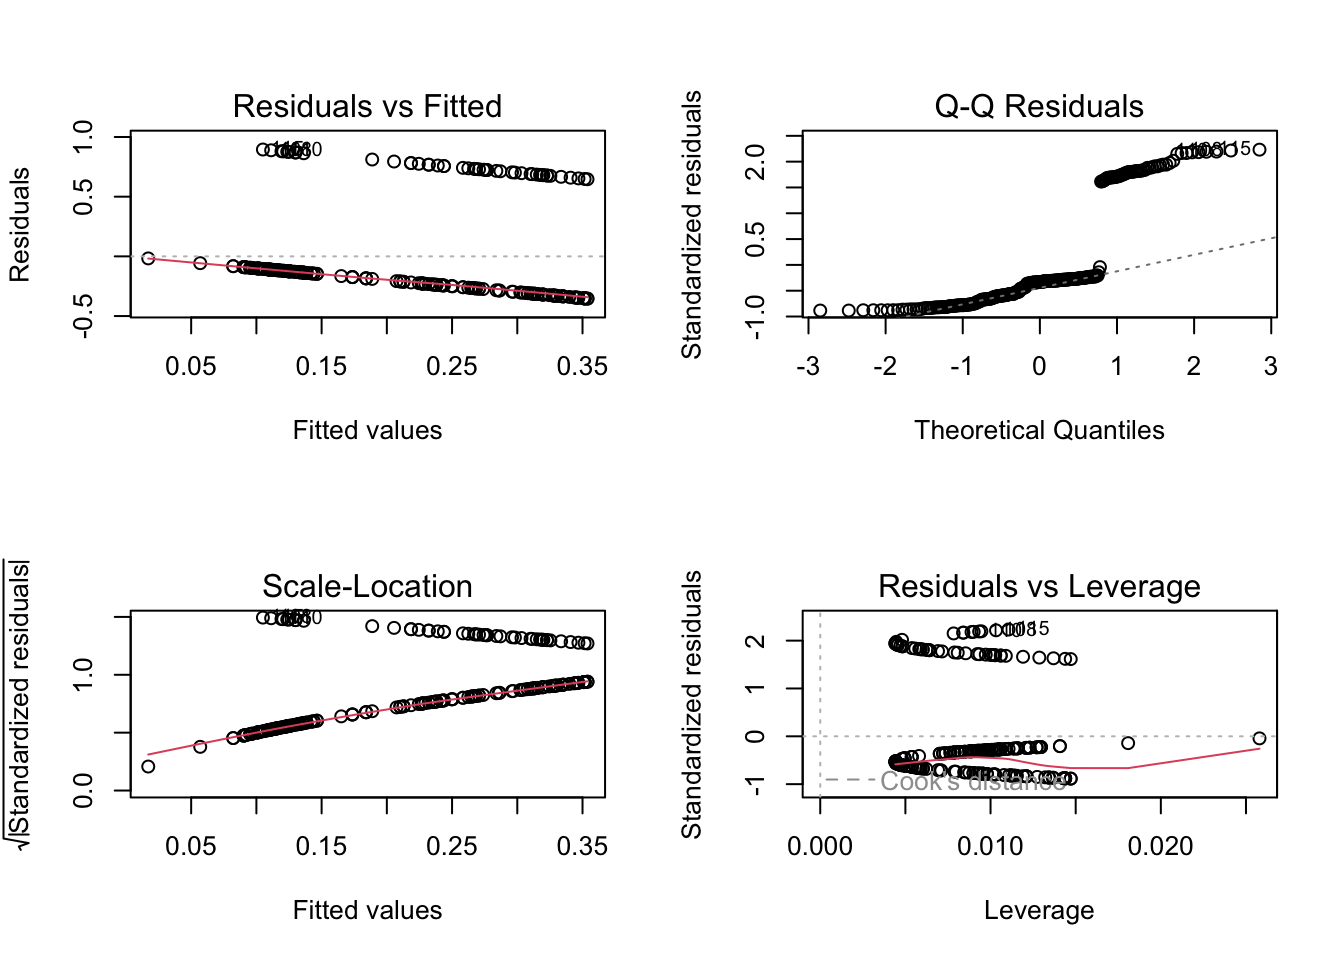 Residuals vs Fitted
Residuals
1.0
0.5
-0.5
0.05 0.15 0.25 0.35
Fitted values
Q-Q Residuals
Standardized residuals
2.0
0.5
-1.0
-3 -2 -1 0 1 2 3
Theoretical Quantiles
Scale-Location
√|Standardized residuals|
1.0
0.0
0.05 0.15 0.25 0.35
Fitted values
Residuals vs Leverage
Standardized residuals
2
1
0
-1
Cook's distance
0.000 0.010 0.020
Leverage